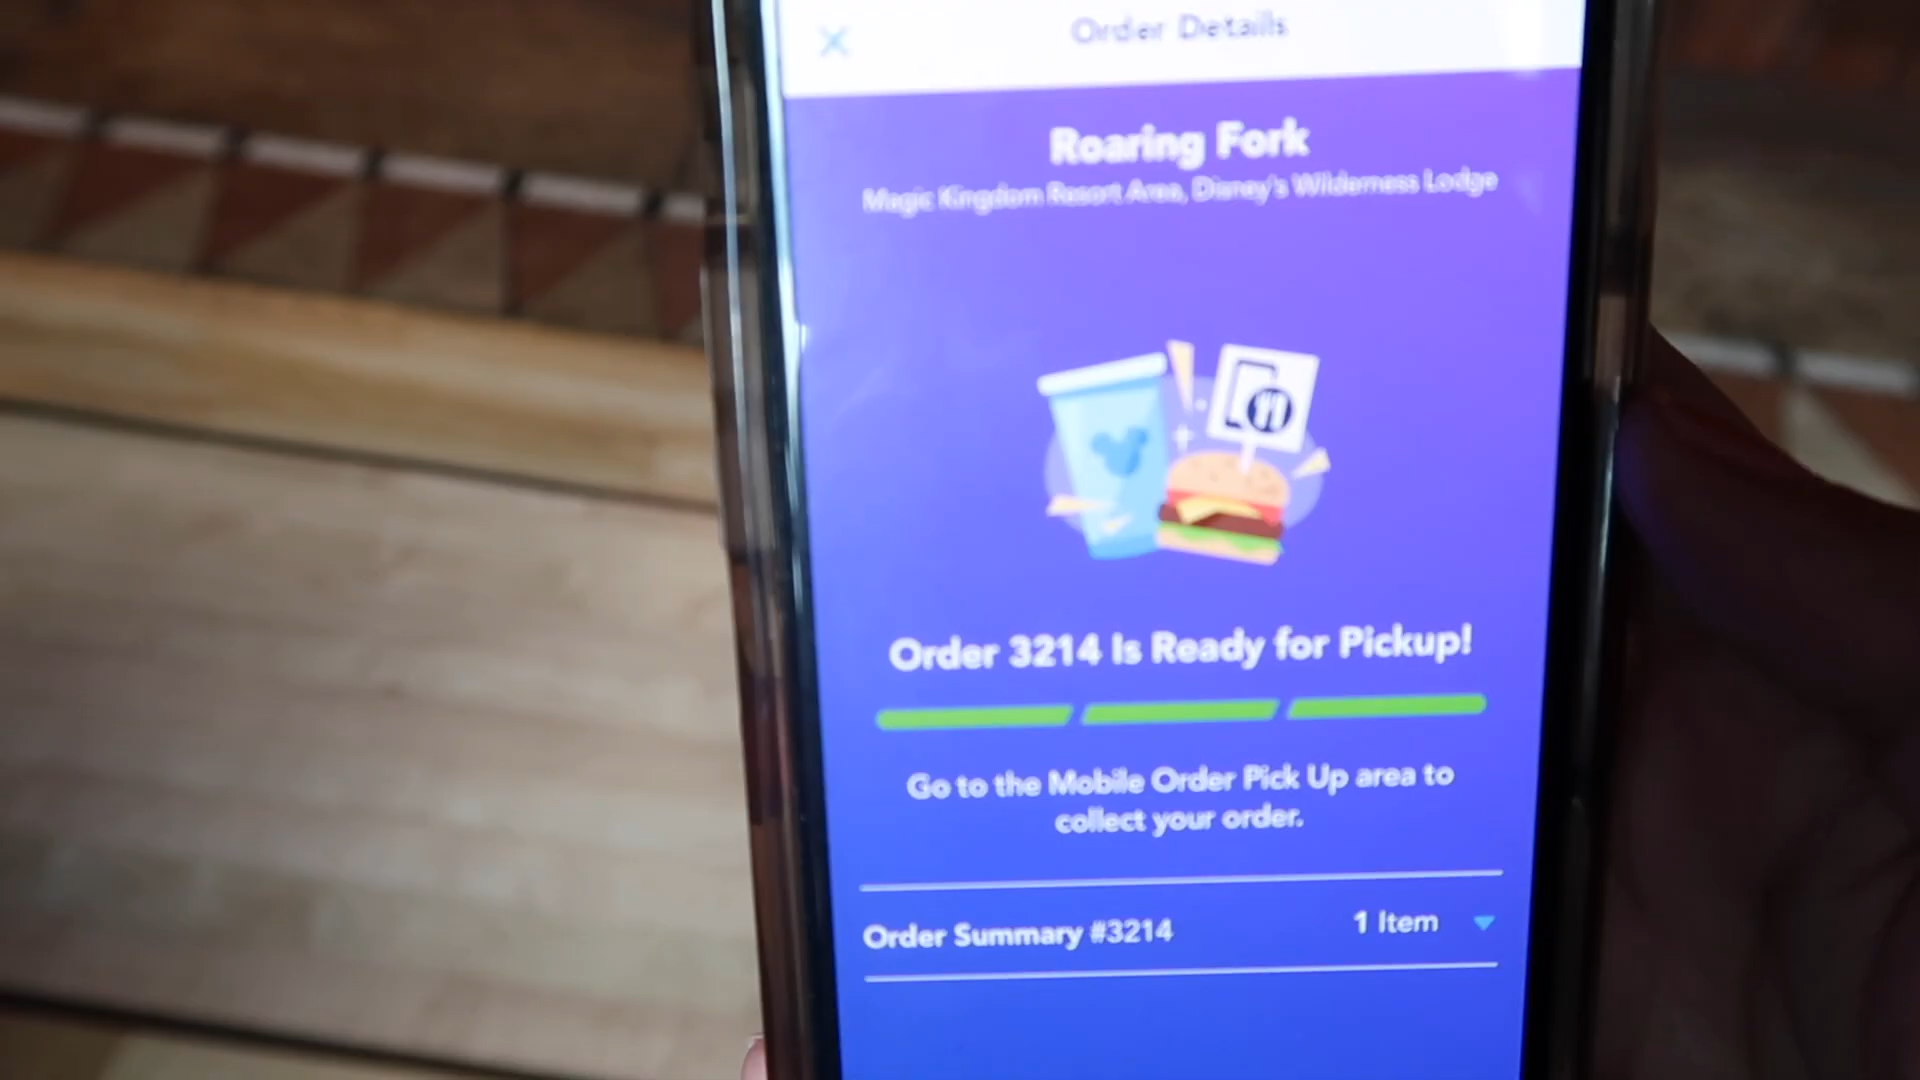 Order Details
Roaring Fork
Magic Kingdom Resort Area, Disney's Wilderness Lodge
Order 3214 Is Ready for Pickup!
Go to the Mobile Order Pick Up area to
collect your order.
Order Summary #3214
1 Item